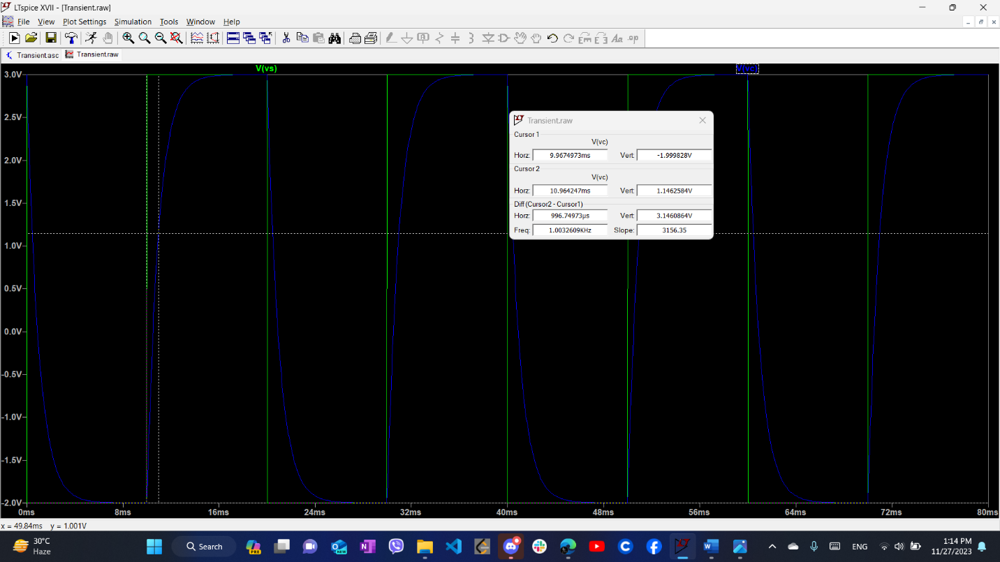 LTspice XVII - [Transient.raw]
File View Plot Settings Simulation Tools Window Help
Transient.asc Transient.raw
V(vs) V(vc)
3.0V
2.5V
2.0V
1.5V
1.0V
0.5V
0.0V
-0.5V
-1.0V
-1.5V
-2.0V
0ms 8ms 16ms 24ms 32ms 40ms 48ms 56ms 64ms 72ms 80ms
Transient.raw
Cursor 1
V(vc)
Horz: 9.9674973ms Vert: -1.999828V
Cursor 2
V(vc)
Horz: 10.964247ms Vert: 1.1462584V
Diff (Cursor2 - Cursor1)
Horz: 996.74973µs Vert: 3.1460864V
Freq: 1.0032609KHz Slope: 3156.35
x = 49.84ms y = 1.001V
30°C
Haze
Search
PRE
NEW
ENG
1:14 PM
11/27/2023